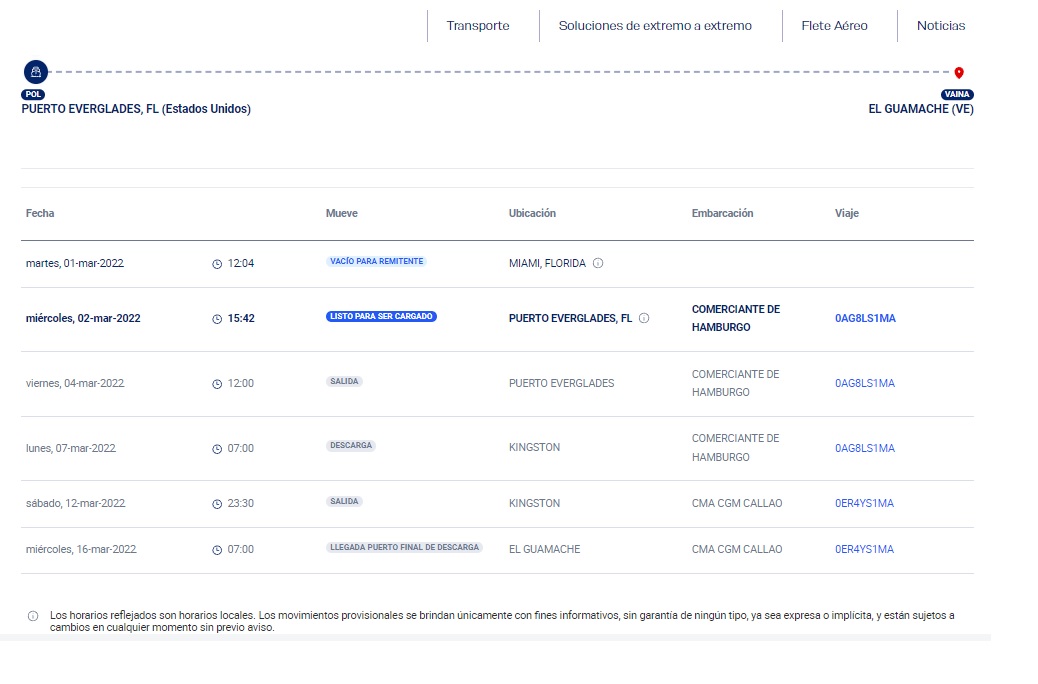 Transporte Soluciones de extremo a extremo Flete Aéreo Noticias
POL VAINA
PUERTO EVERGLADES, FL (Estados Unidos) EL GUAMACHE (VE)
Fecha Mueve Ubicación Embarcación Viaje
martes, 01-mar-2022 12:04 VACÍO PARA REMITENTE MIAMI, FLORIDA
miércoles, 02-mar-2022 15:42 LISTO PARA SER CARGADO PUERTO EVERGLADES, FL COMERCIANTE DE
HAMBURGO 0AG8LS1MA
viernes, 04-mar-2022 12:00 SALIDA PUERTO EVERGLADES COMERCIANTE DE
HAMBURGO 0AG8LS1MA
lunes, 07-mar-2022 07:00 DESCARGA KINGSTON COMERCIANTE DE
HAMBURGO 0AG8LS1MA
sábado, 12-mar-2022 23:30 SALIDA KINGSTON CMA CGM CALLAO 0ER4YS1MA
miércoles, 16-mar-2022 07:00 LLEGADA PUERTO FINAL DE DESCARGA EL GUAMACHE CMA CGM CALLAO 0ER4YS1MA
Los horarios reflejados son horarios locales. Los movimientos provisionales se brindan únicamente con fines informativos, sin garantía de ningún tipo, ya sea expresa o implícita, y están sujetos a
cambios en cualquier momento sin previo aviso.